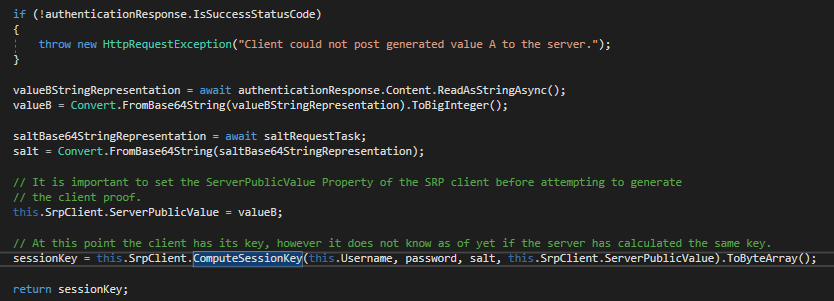 if (!authenticationResponse.IsSuccessStatusCode)
{
throw new HttpRequestException("Client could not post generated value A to the server.");
}
valueBStringRepresentation = await authenticationResponse.Content.ReadAsStringAsync();
valueB = Convert.FromBase64String(valueBStringRepresentation).ToBigInteger();
saltBase64StringRepresentation = await saltRequestTask;
salt = Convert.FromBase64String(saltBase64StringRepresentation);
// It is important to set the ServerPublicValue Property of the SRP client before attempting to generate
// the client proof.
this.SrpClient.ServerPublicValue = valueB;
// At this point the client has its key, however it does not know as of yet if the server has calculated the same key.
sessionKey = this.SrpClient.ComputeSessionKey(this.Username, password, salt, this.SrpClient.ServerPublicValue).ToByteArray();
return sessionKey;